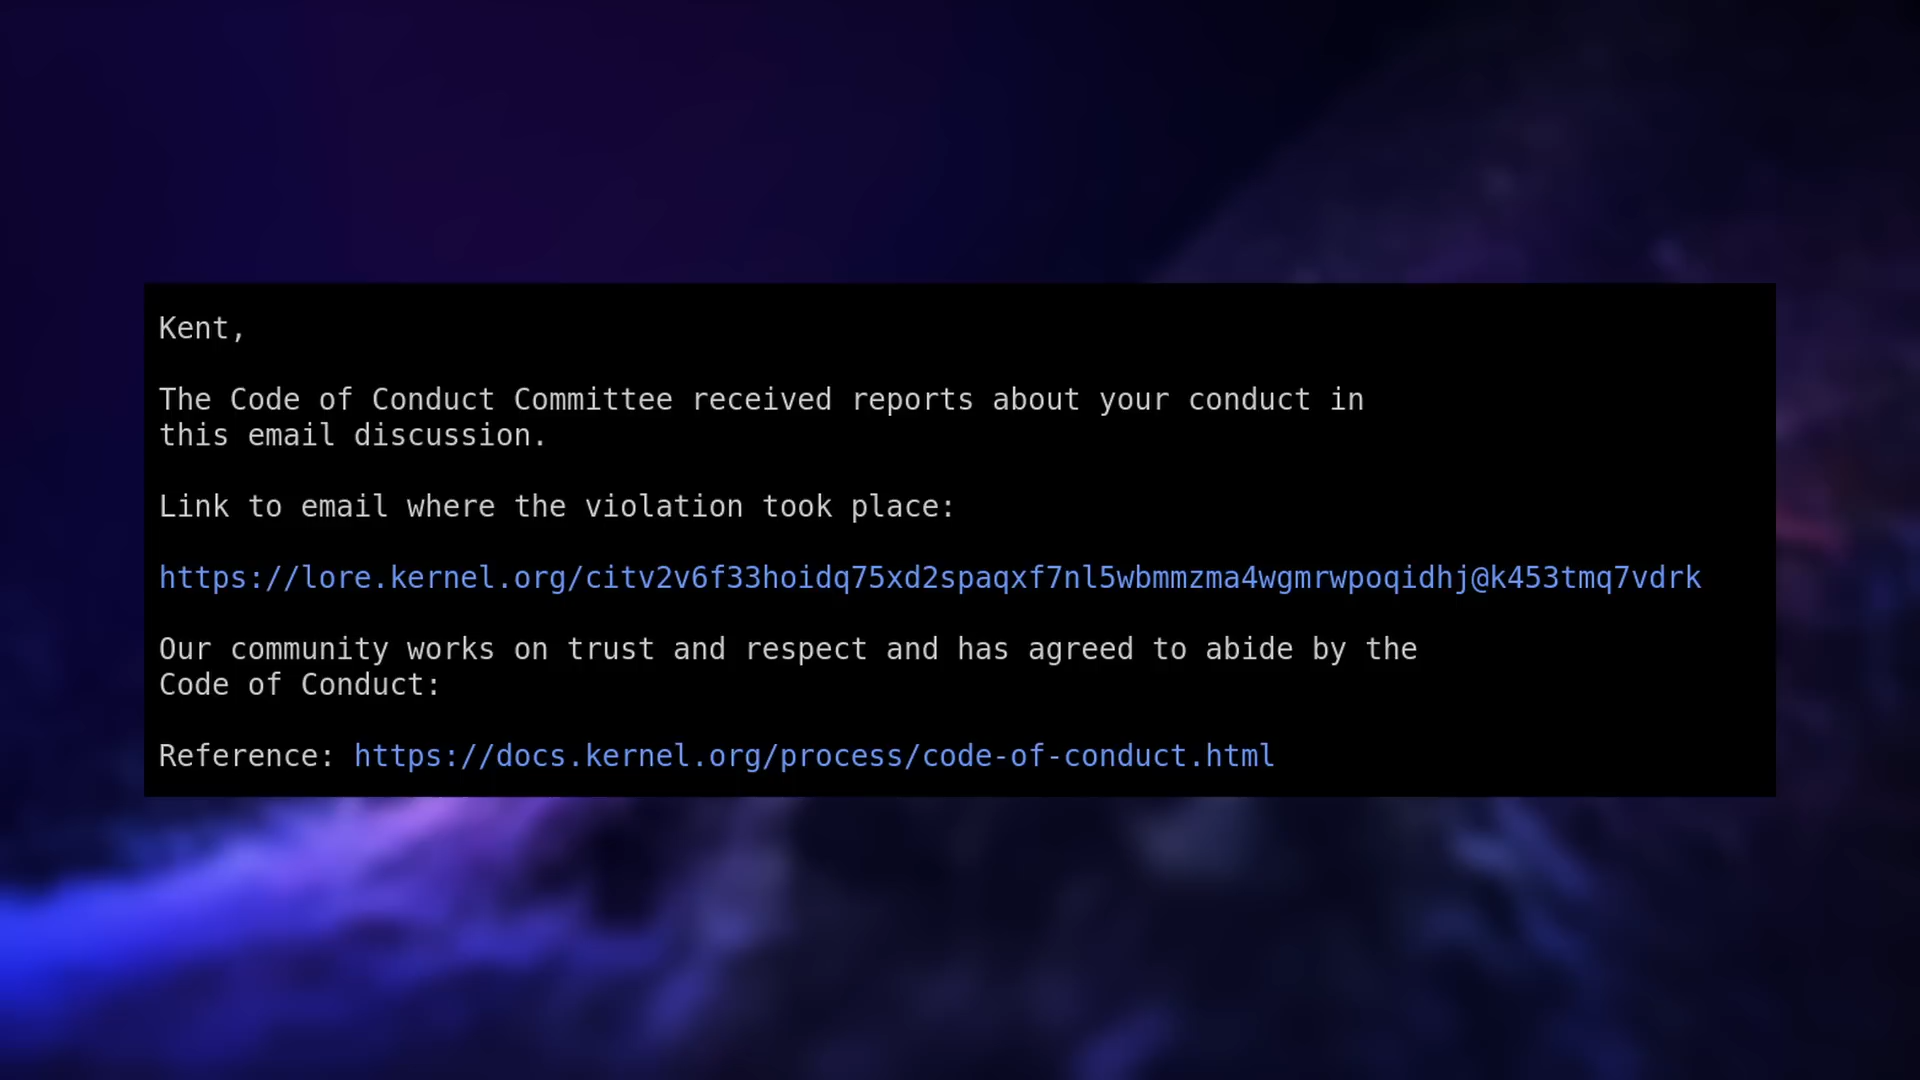 Kent,
The Code of Conduct Committee received reports about your conduct in
this email discussion.
Link to email where the violation took place:
https://lore.kernel.org/citv2v6f33hoidq75xd2spaqxf7nl5wbmmzma4wgmrwpoqidhj@k453tmq7vdrk
Our community works on trust and respect and has agreed to abide by the
Code of Conduct:
Reference: https://docs.kernel.org/process/code-of-conduct.html